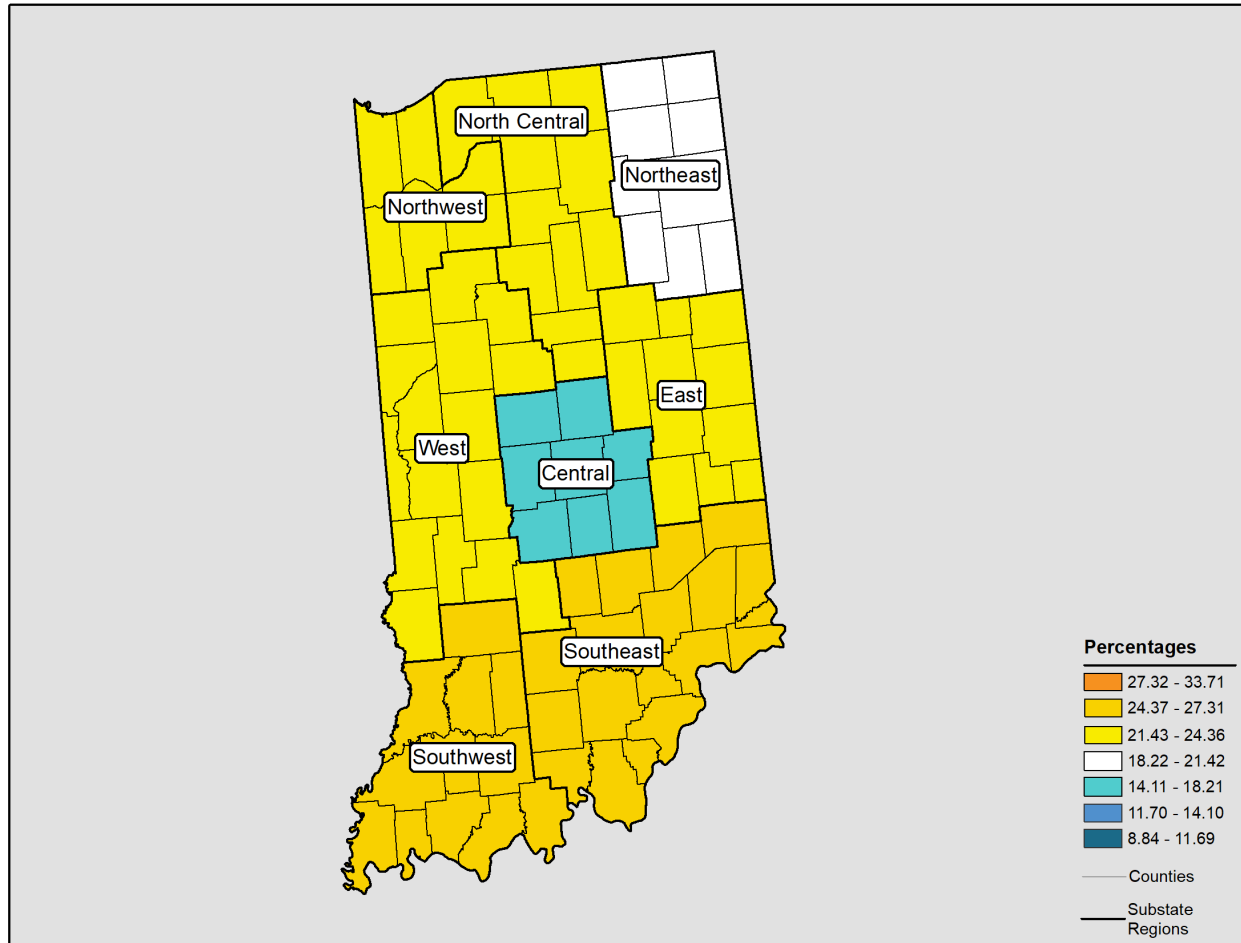 North Central
Northeast
Northwest
East
West
Central
Southeast
Southwest
Percentages
27.32 - 33.71
24.37 - 27.31
21.43 - 24.36
18.22 - 21.42
14.11 - 18.21
11.70 - 14.10
8.84 - 11.69
Counties
Substate
Regions